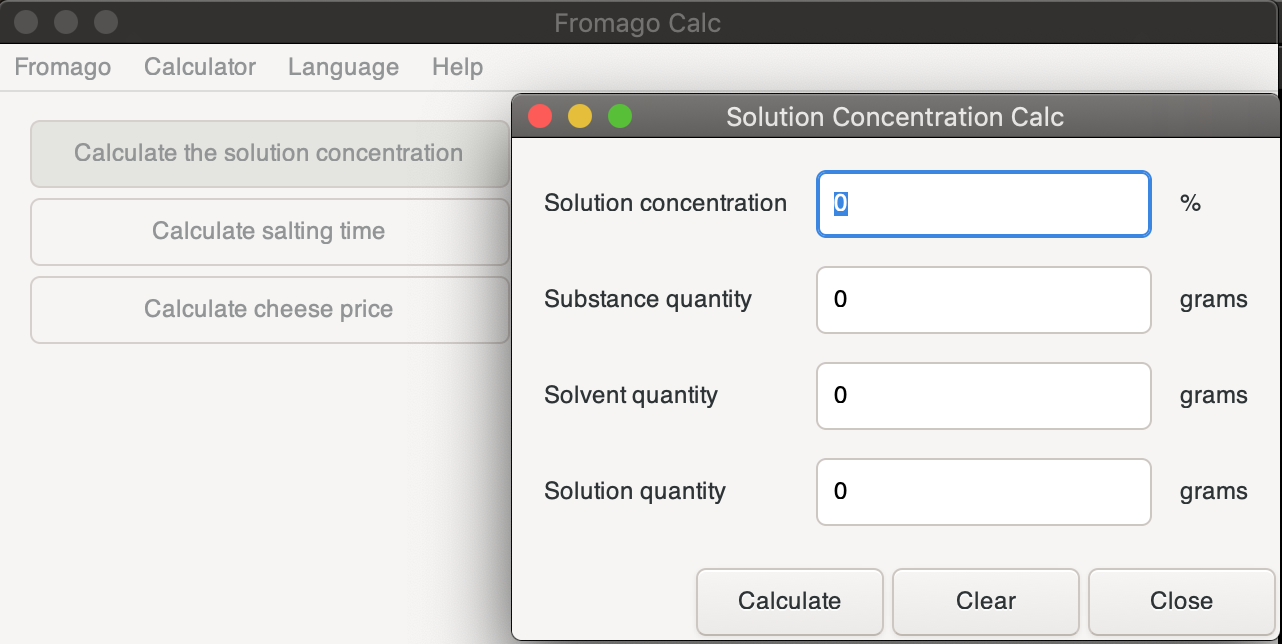 Fromago Calc
Fromago Calculator Language Help
Calculate the solution concentration
Calculate salting time
Calculate cheese price
Solution Concentration Calc
Solution concentration 0 %
Substance quantity 0 grams
Solvent quantity 0 grams
Solution quantity 0 grams
Calculate Clear Close